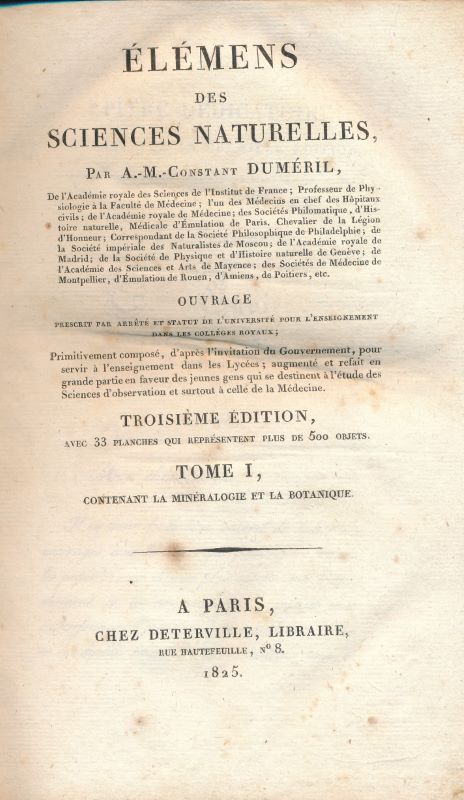 ÉLÉMENS
DES
SCIENCES NATURELLES,
PAR A.-M.-CONSTANT DUMÉRIL,
De l'Académie royale des Sciences de l'Institut de France; Professeur de Phy-
siologie à la Faculté de Médecine; l'un des Médecins en chef des Hôpitaux
civils; de l'Académie royale de Médecine; des Sociétés Philomatique, d'His-
toire naturelle, Médicale d'Émulation de Paris, Chevalier de la Légion
d'Honneur; Correspondant de la Société Philosophique de Philadelphie; de
la Société impériale des Naturalistes de Moscou; de l'Académie royale de
Madrid; de la Société de Physique et d'Histoire naturelle de Genève; de
l'Académie des Sciences et Arts de Mayence; des Sociétés de Médecine de
Montpellier, d'Émulation de Rouen, d'Amiens, de Poitiers, etc.
OUVRAGE
PRESCRIT PAR ARRÊTÉ ET STATUT DE L'UNIVERSITÉ POUR L'ENSEIGNEMENT
DANS LES COLLÉGES ROYAUX;
Primitivement composé, d'après l'invitation du Gouvernement, pour
servir à l'enseignement dans les Lycées; augmenté et refait en
grande partie en faveur des jeunes gens qui se destinent à l'étude des
Sciences d'observation et surtout à celle de la Médecine.
TROISIÈME ÉDITION,
AVEC 33 PLANCHES QUI REPRÉSENTENT PLUS DE 500 OBJETS.
TOME I,
CONTENANT LA MINÉRALOGIE ET LA BOTANIQUE.
A PARIS,
CHEZ DETERVILLE, LIBRAIRE,
RUE HAUTEFEUILLE, Nº 8.
1825.